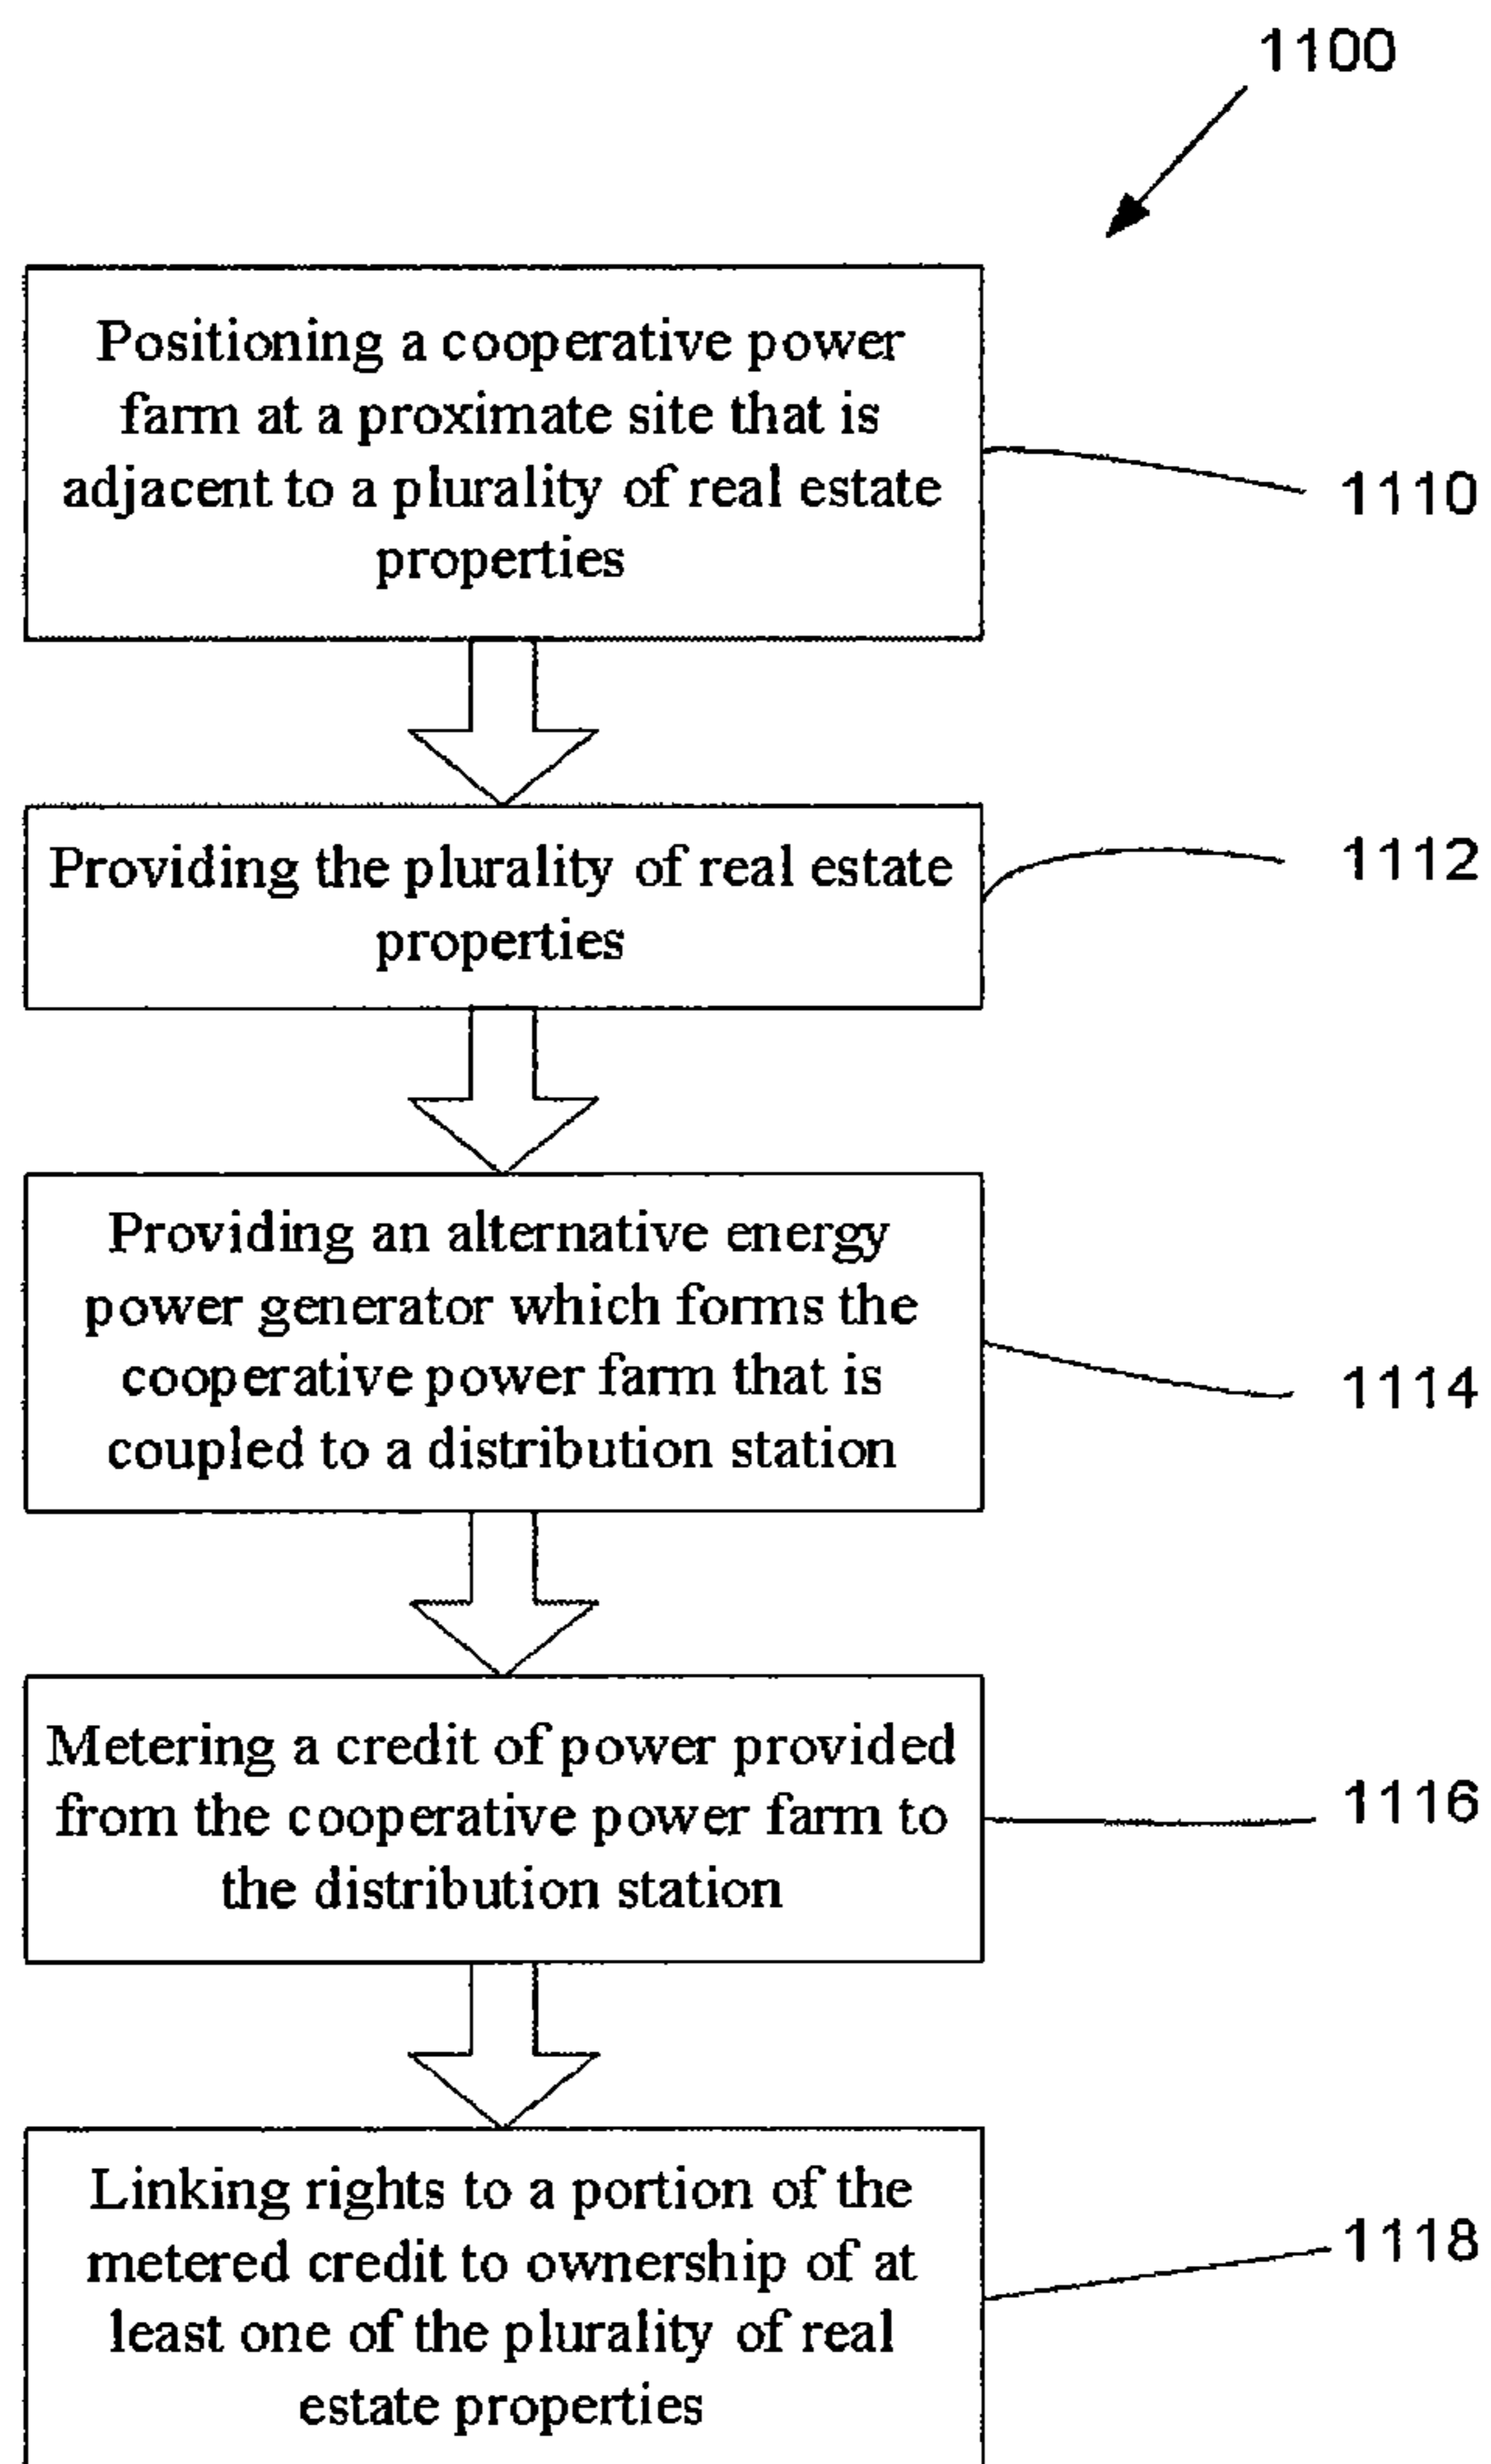 1100
Positioning a cooperative power
farm at a proximate site that is
adjacent to a plurality of real estate
properties
1110
Providing the plurality of real estate
properties
1112
Providing an alternative energy
power generator which forms the
cooperative power farm that is
coupled to a distribution station
1114
Metering a credit of power provided
from the cooperative power farm to
the distribution station
1116
Linking rights to a portion of the
metered credit to ownership of at
least one of the plurality of real
estate properties
1118